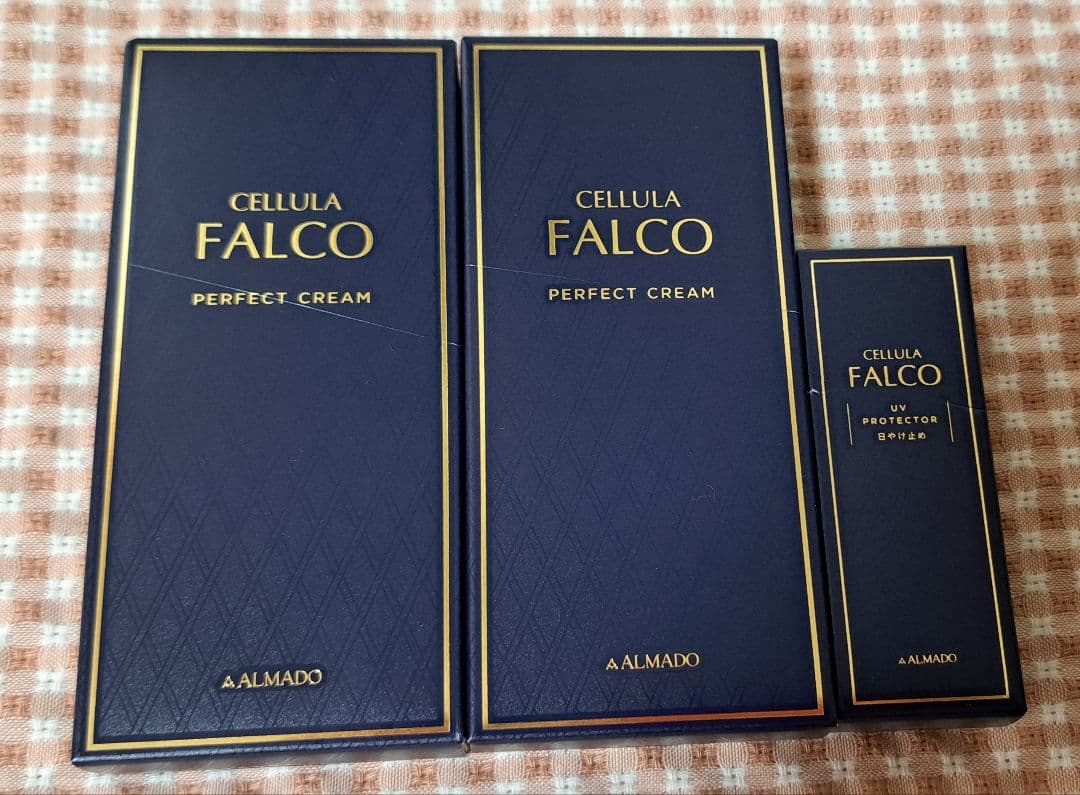 CELLULA
FALCO
PERFECT CREAM
ALMADO
CELLULA
FALCO
PERFECT CREAM
ALMADO
CELLULA
FALCO
UV
PROTECTOR
日やけ止め
ALMADO